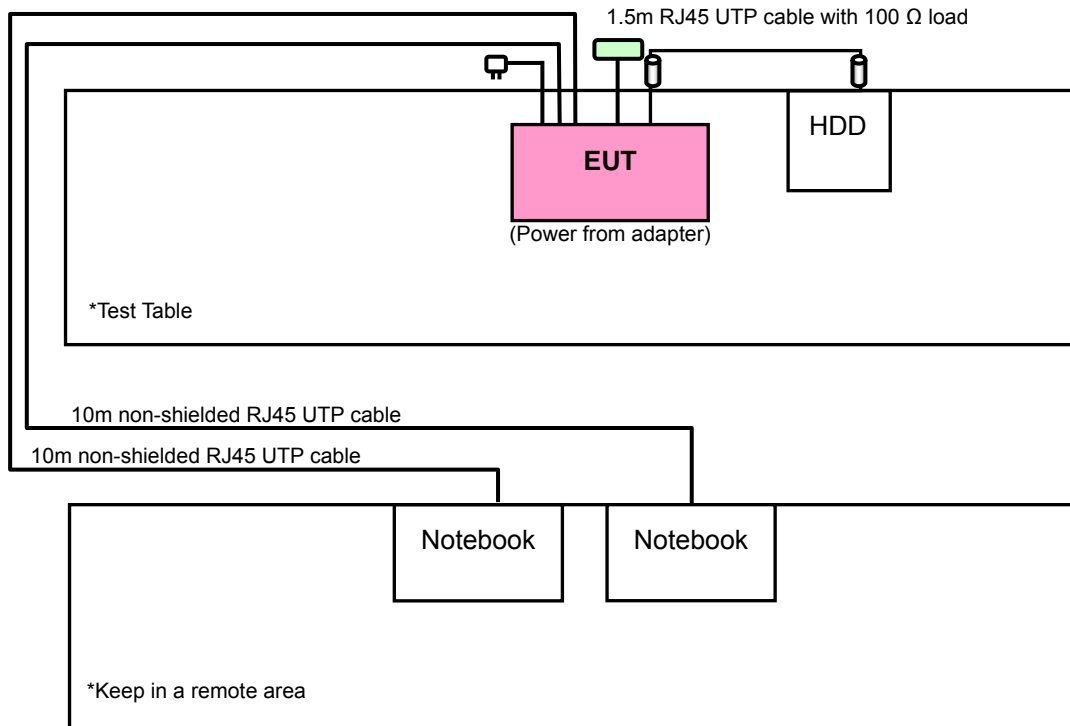 1.5m RJ45 UTP cable with 100 Ω load
HDD
EUT
(Power from adapter)
*Test Table
10m non-shielded RJ45 UTP cable
10m non-shielded RJ45 UTP cable
Notebook
Notebook
*Keep in a remote area